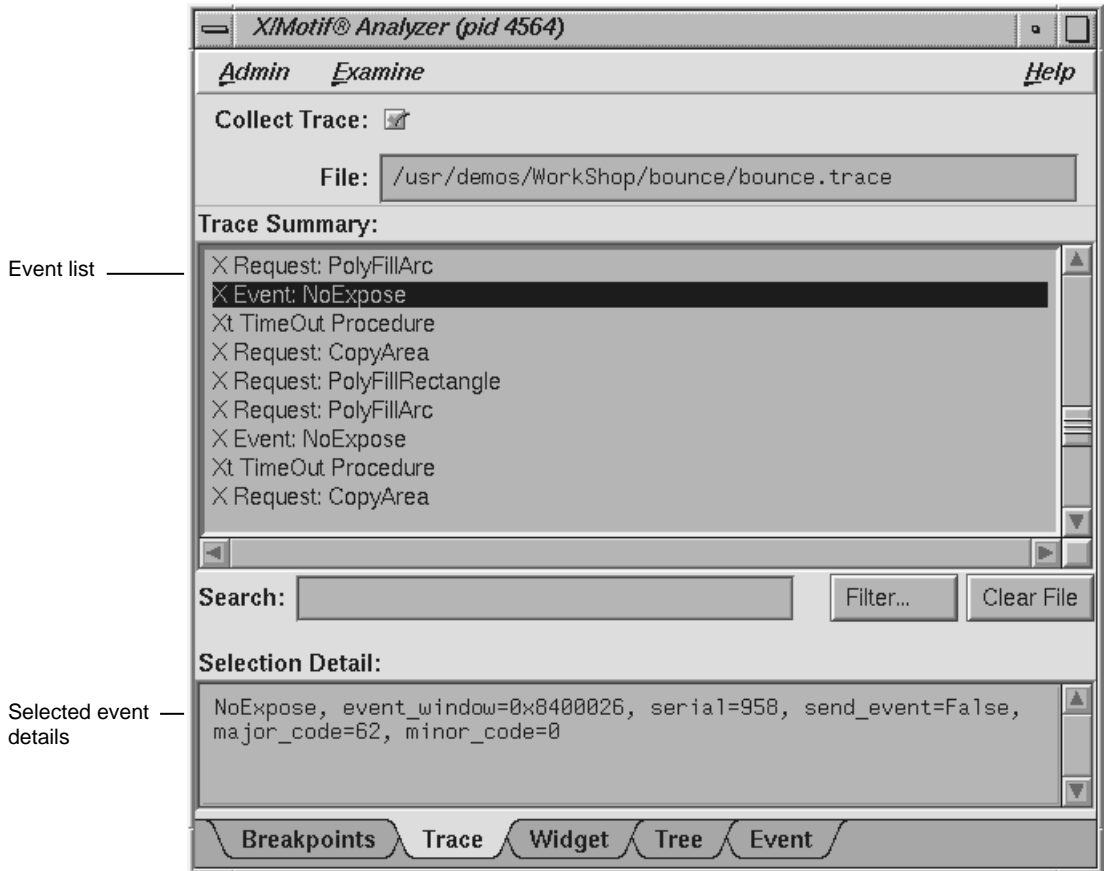 X/Motif® Analyzer (pid 4564)
Admin Examine Help
Collect Trace:
File: /usr/demos/WorkShop/bounce/bounce.trace
Trace Summary:
Event list
X Request: PolyFillArc
X Event: NoExpose
Xt TimeOut Procedure
X Request: CopyArea
X Request: PolyFillRectangle
X Request: PolyFillArc
X Event: NoExpose
Xt TimeOut Procedure
X Request: CopyArea
Search: Filter... Clear File
Selection Detail:
Selected event
details
NoExpose, event_window=0x8400026, serial=958, send_event=False,
major_code=62, minor_code=0
Breakpoints Trace Widget Tree Event